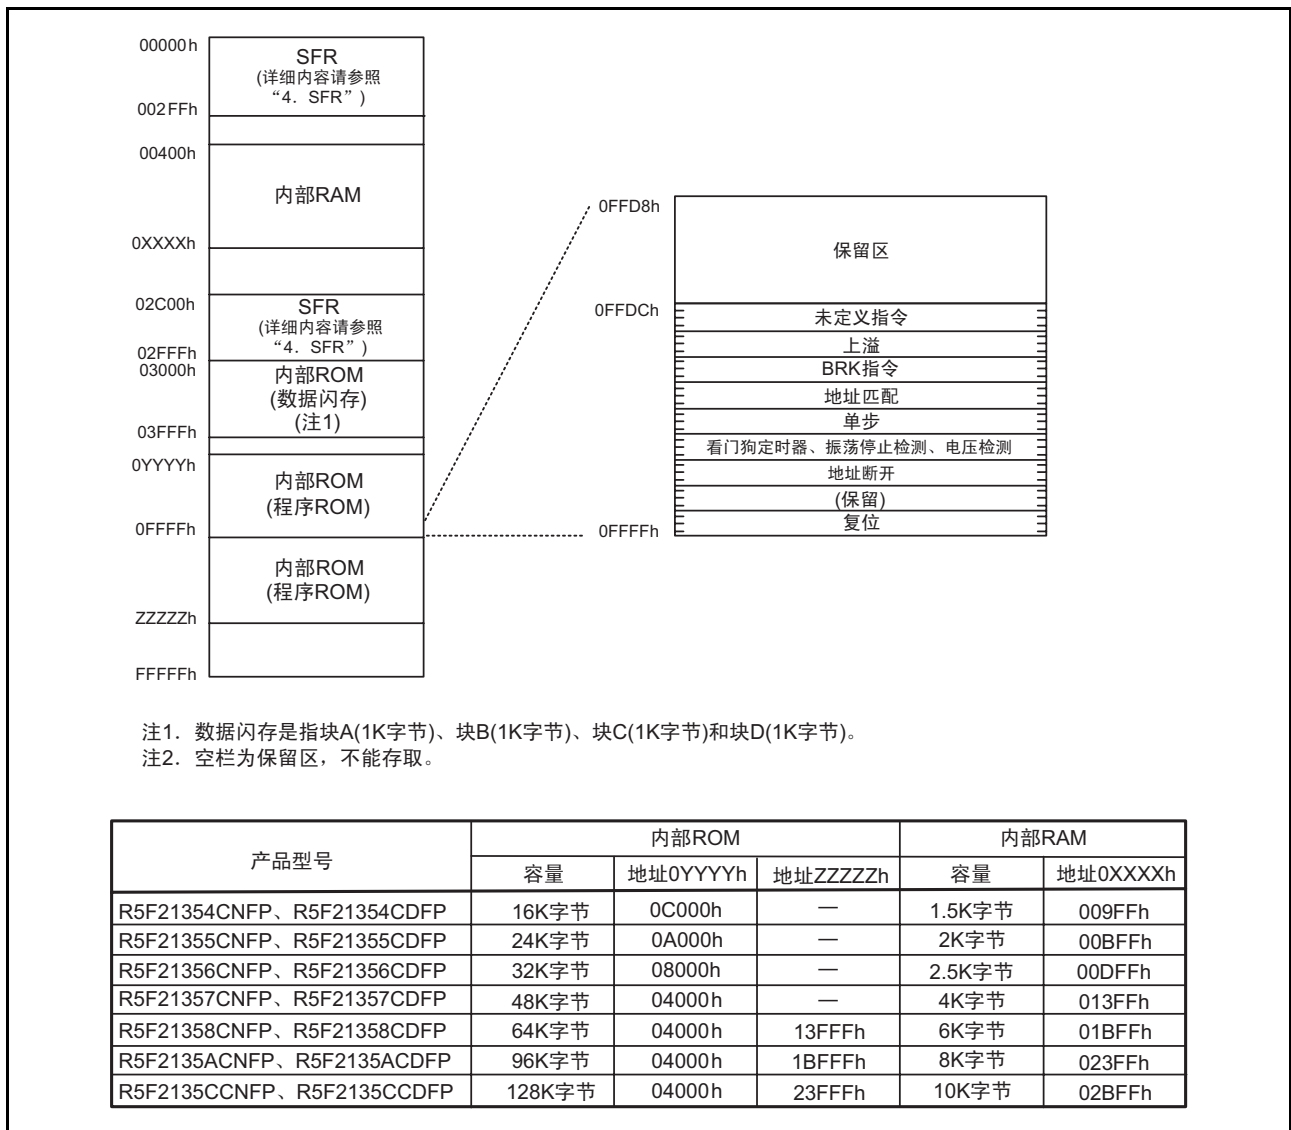 00000h
SFR
(详细内容请参照
“4. SFR”)
002FFh
00400h
内部RAM
0XXXXh
02C00h
SFR
(详细内容请参照
“4. SFR”)
02FFFh
03000h
内部ROM
(数据闪存)
(注1)
03FFFh
0YYYYh
内部ROM
(程序ROM)
0FFFFh
内部ROM
(程序ROM)
ZZZZZh
FFFFFh
0FFD8h
保留区
0FFDCh
未定义指令
上溢
BRK指令
地址匹配
单步
看门狗定时器、振荡停止检测、电压检测
地址断开
(保留)
复位
0FFFFh
注1. 数据闪存是指块A(1K字节)、块B(1K字节)、块C(1K字节)和块D(1K字节)。
注2. 空栏为保留区，不能存取。
产品型号 内部ROM 内部RAM
容量 地址0YYYYh 地址ZZZZZh 容量 地址0XXXXh
R5F21354CNFP、R5F21354CDFP 16K字节 0C000h — 1.5K字节 009FFh
R5F21355CNFP、R5F21355CDFP 24K字节 0A000h — 2K字节 00BFFh
R5F21356CNFP、R5F21356CDFP 32K字节 08000h — 2.5K字节 00DFFh
R5F21357CNFP、R5F21357CDFP 48K字节 04000h — 4K字节 013FFh
R5F21358CNFP、R5F21358CDFP 64K字节 04000h 13FFFh 6K字节 01BFFh
R5F2135ACNFP、R5F2135ACDFP 96K字节 04000h 1BFFFh 8K字节 023FFh
R5F2135CCNFP、R5F2135CCDFP 128K字节 04000h 23FFFh 10K字节 02BFFh